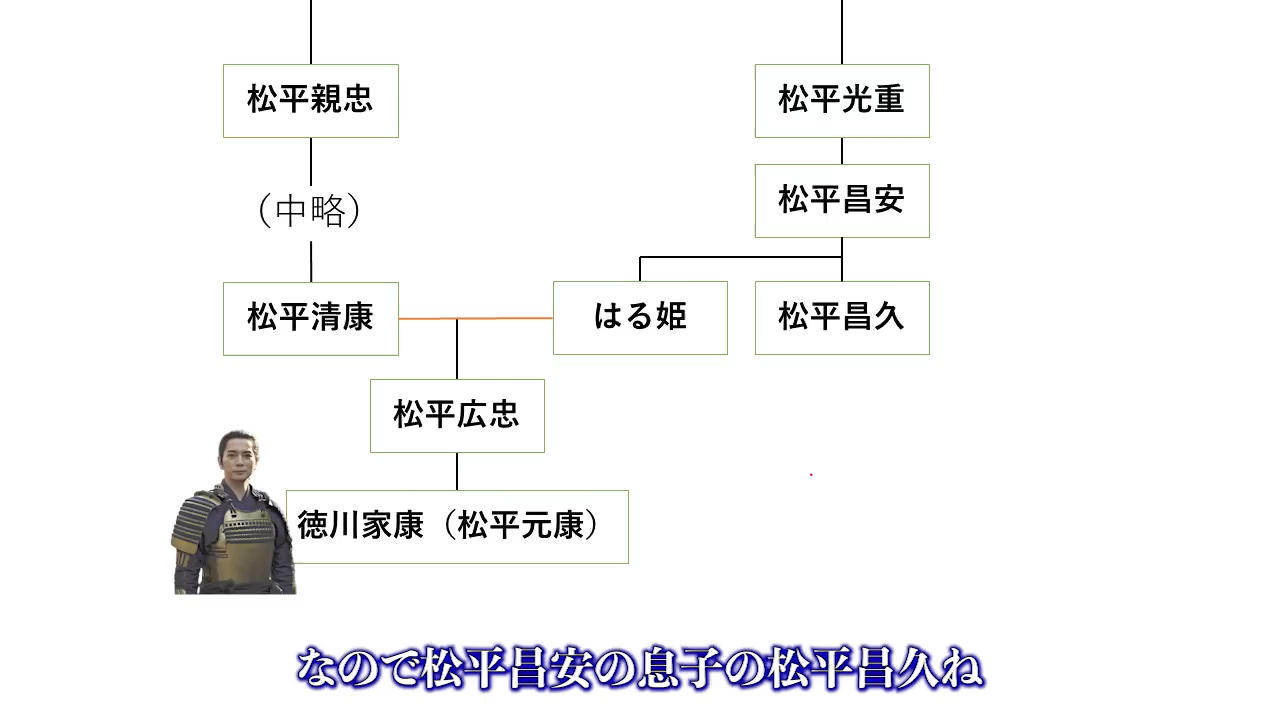 松平親忠
松平光重
(中略)
松平昌安
松平清康
はる姫
松平昌久
松平広忠
徳川家康(松平元康)
なので松平昌安の息子の松平昌久ね